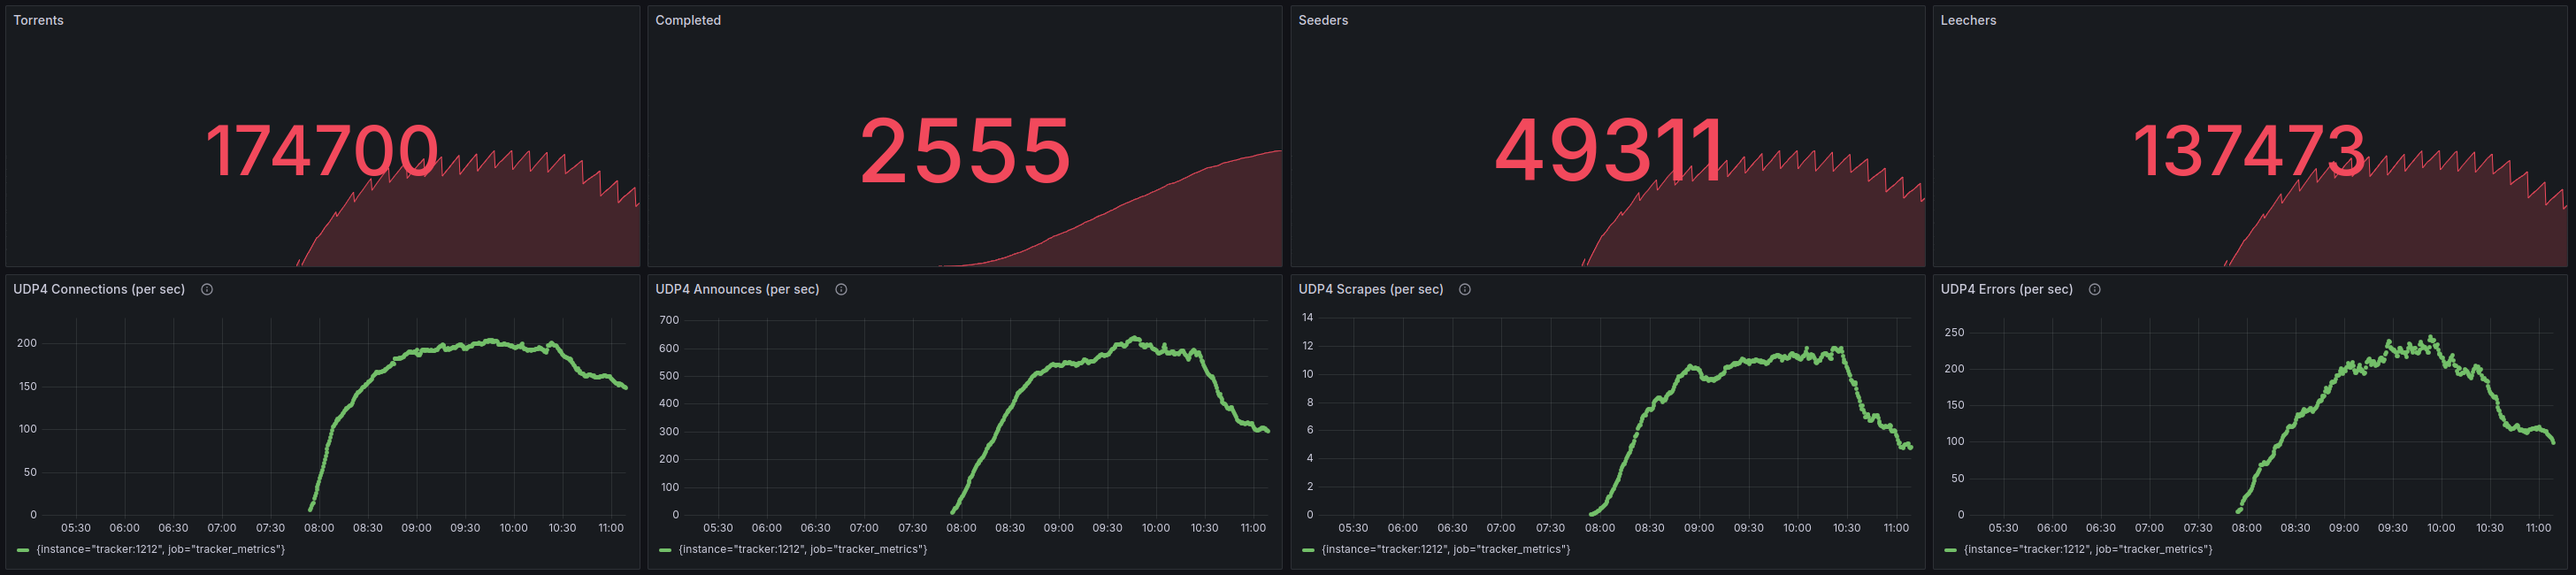 Torrents
174700
Completed
2555
Seeders
49311
Leechers
137473
UDP4 Connections (per sec)
200
150
100
50
0
05:30 06:00 06:30 07:00 07:30 08:00 08:30 09:00 09:30 10:00 10:30 11:00
{instance="tracker:1212", job="tracker_metrics"}
UDP4 Announces (per sec)
700
600
500
400
300
200
100
0
05:30 06:00 06:30 07:00 07:30 08:00 08:30 09:00 09:30 10:00 10:30 11:00
{instance="tracker:1212", job="tracker_metrics"}
UDP4 Scrapes (per sec)
14
12
10
8
6
4
2
0
05:30 06:00 06:30 07:00 07:30 08:00 08:30 09:00 09:30 10:00 10:30 11:00
{instance="tracker:1212", job="tracker_metrics"}
UDP4 Errors (per sec)
250
200
150
100
50
0
05:30 06:00 06:30 07:00 07:30 08:00 08:30 09:00 09:30 10:00 10:30 11:00
{instance="tracker:1212", job="tracker_metrics"}